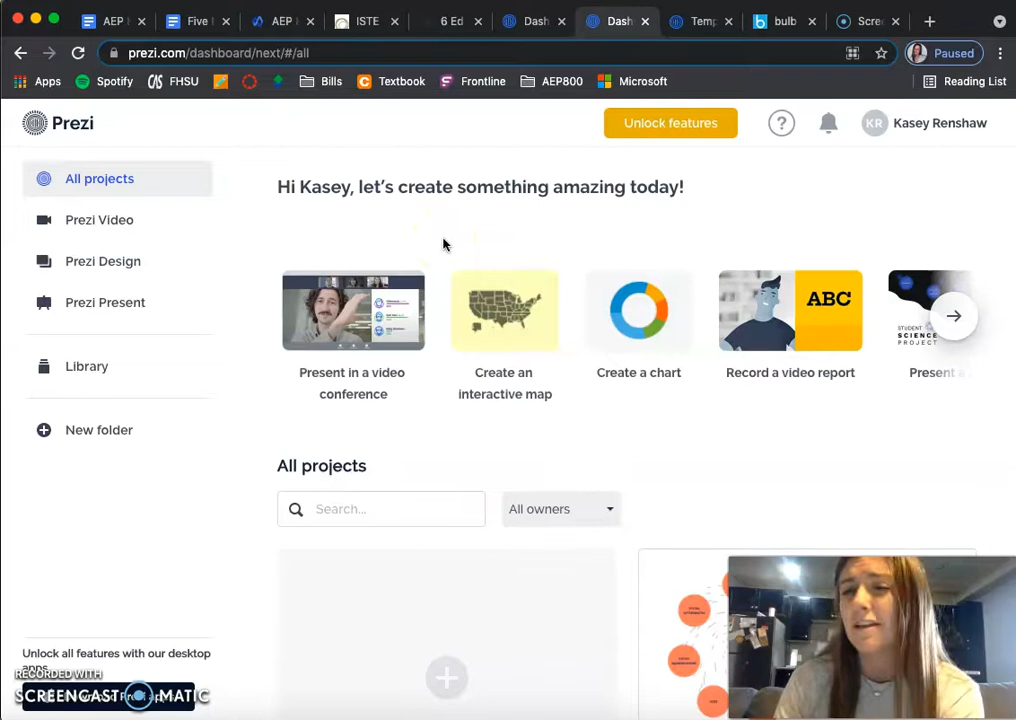 AEP
Five
AEP
ISTE
6 Ed
Dash
Dash
Temp
bulb
Scre
prezi.com/dashboard/next/#/all
Paused
Apps
Spotify
FHSU
Bills
Textbook
Frontline
AEP800
Microsoft
Reading List
Prezi
Unlock features
?
KR
Kasey Renshaw
All projects
Prezi Video
Prezi Design
Prezi Present
Library
New folder
Hi Kasey, let's create something amazing today!
ABC
STUDENT
SCIENCE
PROJECT
Present in a video
conference
Create an
interactive map
Create a chart
Record a video report
Present a
All projects
Search...
All owners
Unlock all features with our desktop
apps
RECORDED WITH
SCREENCAST-O-MATIC